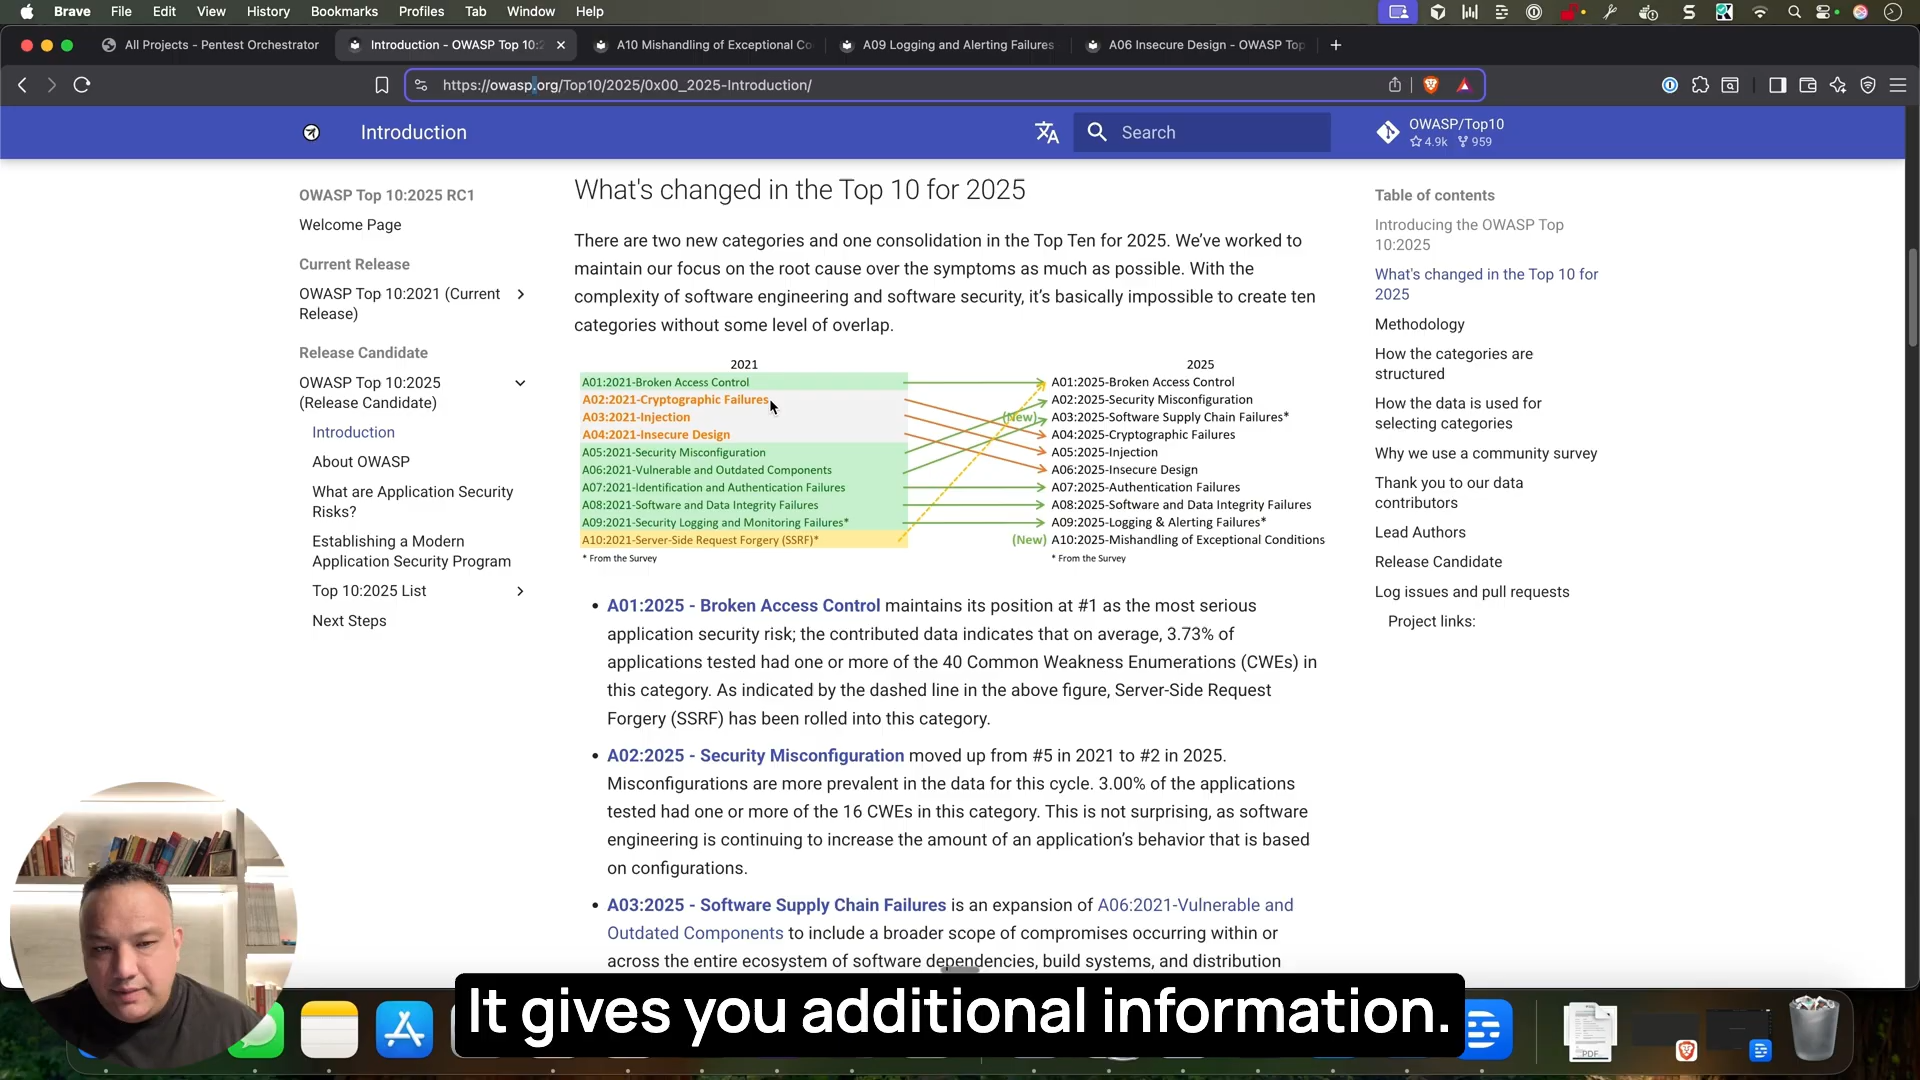 Brave File Edit View History Bookmarks Profiles Tab Window Help
All Projects - Pentest Orchestrator
Introduction - OWASP Top 10:2
A10 Mishandling of Exceptional Co
A09 Logging and Alerting Failures
A06 Insecure Design - OWASP Top
https://owasp.org/Top10/2025/0x00_2025-Introduction/
Introduction
Search
OWASP/Top10
4.9k 959
OWASP Top 10:2025 RC1
Welcome Page
Current Release
OWASP Top 10:2021 (Current
Release)
Release Candidate
OWASP Top 10:2025
(Release Candidate)
Introduction
About OWASP
What are Application Security
Risks?
Establishing a Modern
Application Security Program
Top 10:2025 List
Next Steps
What's changed in the Top 10 for 2025
There are two new categories and one consolidation in the Top Ten for 2025. We’ve worked to
maintain our focus on the root cause over the symptoms as much as possible. With the
complexity of software engineering and software security, it’s basically impossible to create ten
categories without some level of overlap.
2021
A01:2021-Broken Access Control
A02:2021-Cryptographic Failures
A03:2021-Injection
A04:2021-Insecure Design
A05:2021-Security Misconfiguration
A06:2021-Vulnerable and Outdated Components
A07:2021-Identification and Authentication Failures
A08:2021-Software and Data Integrity Failures
A09:2021-Security Logging and Monitoring Failures*
A10:2021-Server-Side Request Forgery (SSRF)*
* From the Survey
2025
A01:2025-Broken Access Control
A02:2025-Security Misconfiguration
(New) A03:2025-Software Supply Chain Failures*
A04:2025-Cryptographic Failures
A05:2025-Injection
A06:2025-Insecure Design
A07:2025-Authentication Failures
A08:2025-Software and Data Integrity Failures
A09:2025-Logging & Alerting Failures*
(New) A10:2025-Mishandling of Exceptional Conditions
* From the Survey
• A01:2025 - Broken Access Control maintains its position at #1 as the most serious
application security risk; the contributed data indicates that on average, 3.73% of
applications tested had one or more of the 40 Common Weakness Enumerations (CWEs) in
this category. As indicated by the dashed line in the above figure, Server-Side Request
Forgery (SSRF) has been rolled into this category.
• A02:2025 - Security Misconfiguration moved up from #5 in 2021 to #2 in 2025.
Misconfigurations are more prevalent in the data for this cycle. 3.00% of the applications
tested had one or more of the 16 CWEs in this category. This is not surprising, as software
engineering is continuing to increase the amount of an application’s behavior that is based
on configurations.
• A03:2025 - Software Supply Chain Failures is an expansion of A06:2021-Vulnerable and
Outdated Components to include a broader scope of compromises occurring within or
across the entire ecosystem of software dependencies, build systems, and distribution
Table of contents
Introducing the OWASP Top
10:2025
What's changed in the Top 10 for
2025
Methodology
How the categories are
structured
How the data is used for
selecting categories
Why we use a community survey
Thank you to our data
contributors
Lead Authors
Release Candidate
Log issues and pull requests
Project links:
It gives you additional information.
PDF